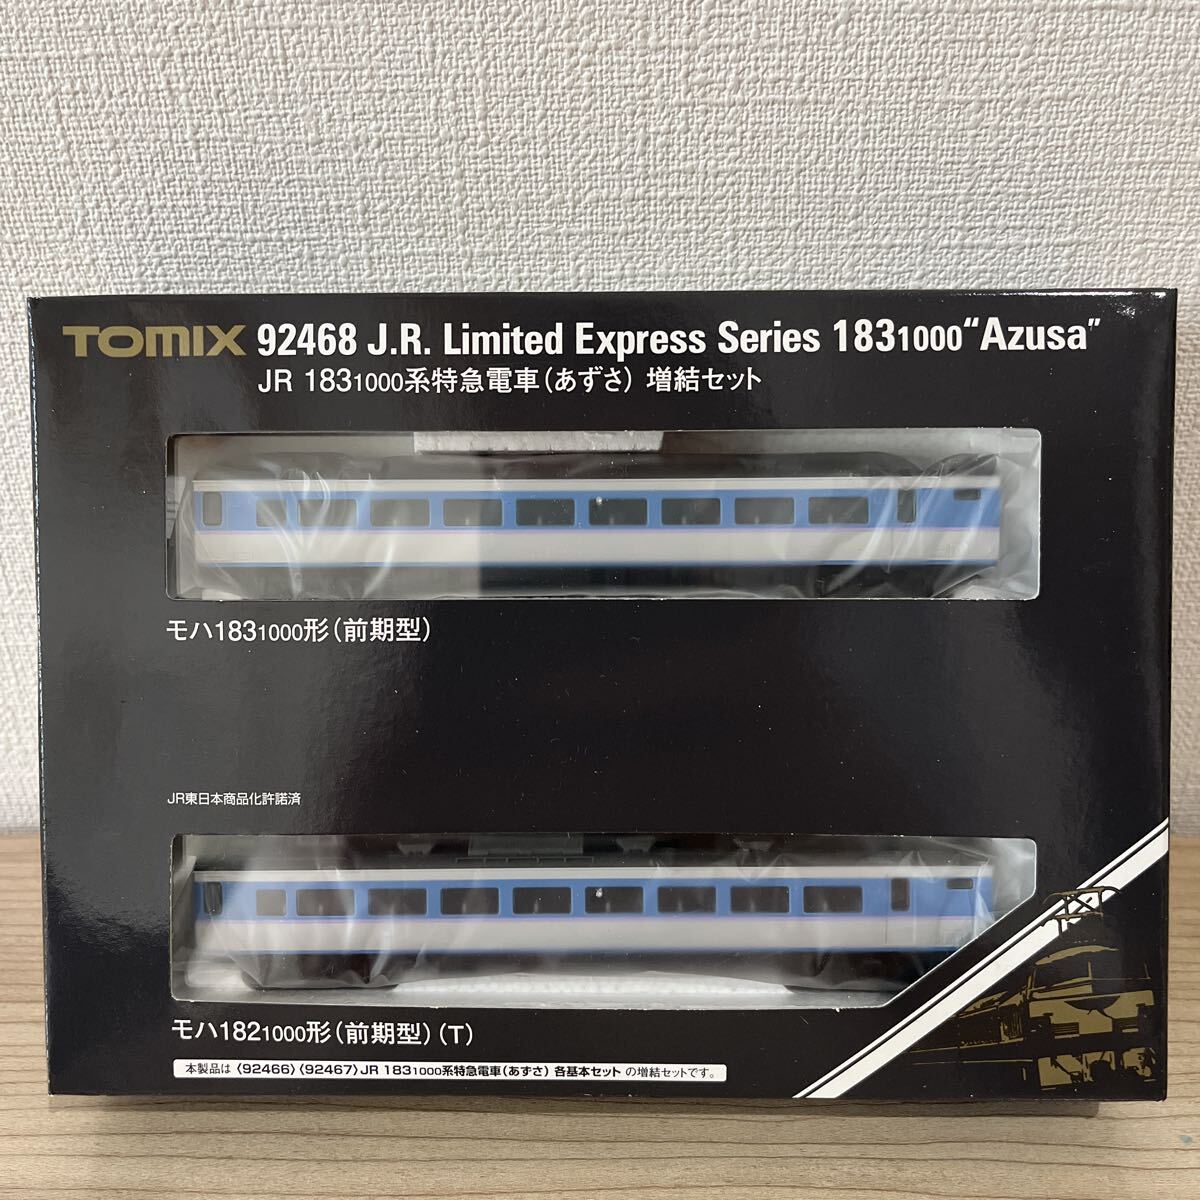 TOMIX 92468 J.R. Limited Express Series 1831000 "Azusa"
JR 1831000系特急電車(あずさ) 増結セット
モハ1831000形(前期型)
JR東日本商品化許諾済
モハ1821000形(前期型)(T)
本製品は〈92466〉〈92467〉JR 1831000系特急電車(あずさ) 各基本セット の増結セットです。